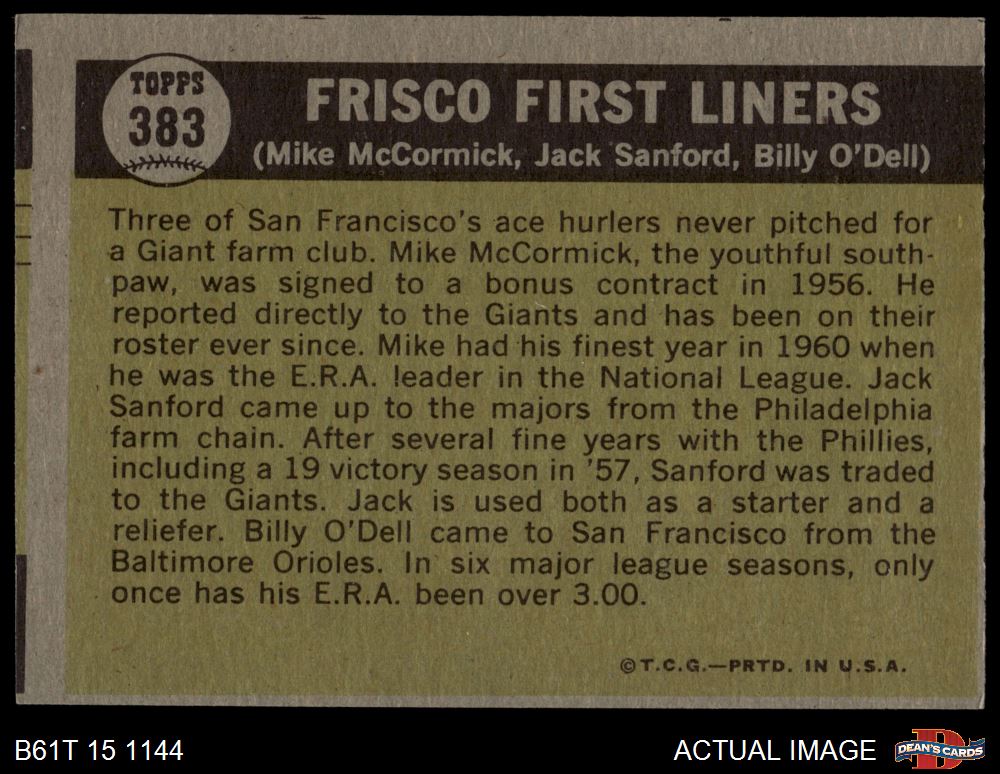 TOPPS
383
FRISCO FIRST LINERS
(Mike McCormick, Jack Sanford, Billy O'Dell)
Three of San Francisco's ace hurlers never pitched for
a Giant farm club. Mike McCormick, the youthful south-
paw, was signed to a bonus contract in 1956. He
reported directly to the Giants and has been on their
roster ever since. Mike had his finest year in 1960 when
he was the E.R.A. leader in the National League. Jack
Sanford came up to the majors from the Philadelphia
farm chain. After several fine years with the Phillies,
including a 19 victory season in '57, Sanford was traded
to the Giants. Jack is used both as a starter and a
reliefer. Billy O'Dell came to San Francisco from the
Baltimore Orioles. In six major league seasons, only
once has his E.R.A. been over 3.00.
©T.C.G.—PRTD. IN U.S.A.
B61T 15 1144
ACTUAL IMAGE
DEAN'S CARDS